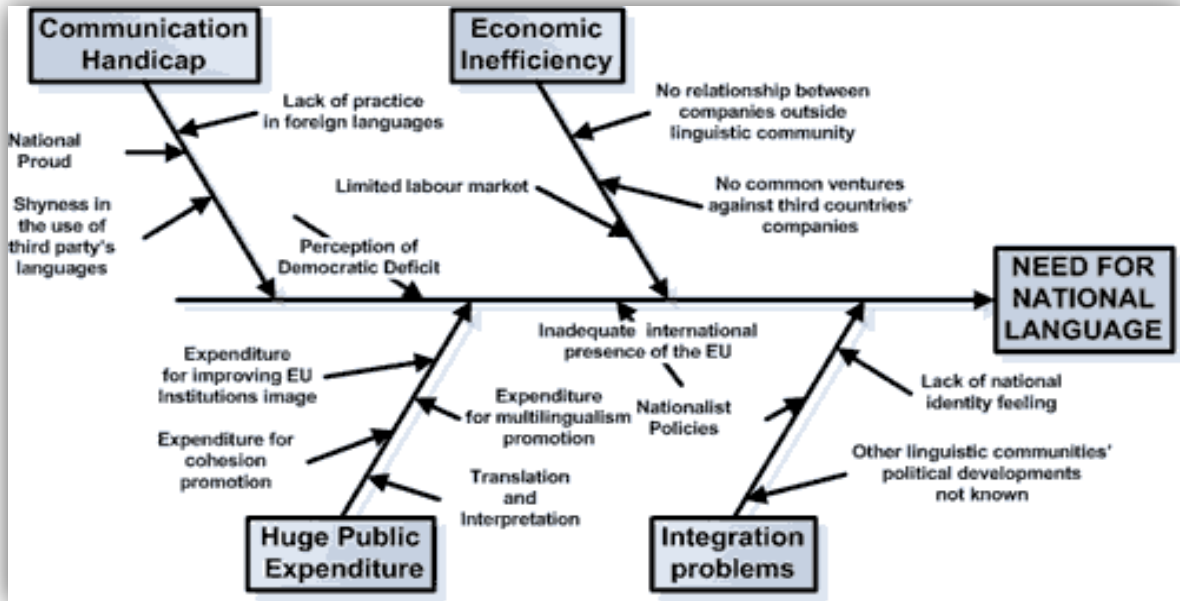 Communication
Handicap
Economic
Inefficiency
Lack of practice
in foreign languages
National
Proud
Shyness in
the use of
third party's
languages
No relationship between
companies outside
linguistic community
Limited labour market
No common ventures
against third countries'
companies
Perception of
Democratic Deficit
NEED FOR
NATIONAL
LANGUAGE
Inadequate international
presence of the EU
Expenditure
for improving EU
Institutions image
Expenditure
for multilingualism
promotion
Expenditure for
cohesion
promotion
Translation
and
Interpretation
Nationalist
Policies
Lack of national
identity feeling
Other linguistic communities'
political developments
not known
Huge Public
Expenditure
Integration
problems